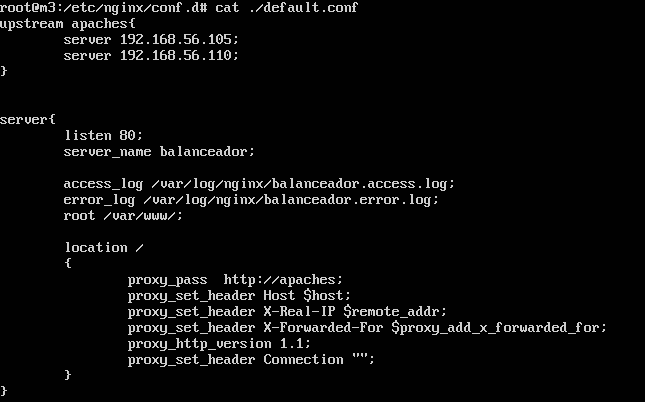 root@m3:/etc/nginx/conf.d# cat ./default.conf
upstream apaches{
        server 192.168.56.105;
        server 192.168.56.110;
}
server{
        listen 80;
        server_name balanceador;
        access_log /var/log/nginx/balanceador.access.log;
        error_log /var/log/nginx/balanceador.error.log;
        root /var/www/;
        location /
        {
                proxy_pass  http://apaches;
                proxy_set_header Host $host;
                proxy_set_header X-Real-IP $remote_addr;
                proxy_set_header X-Forwarded-For $proxy_add_x_forwarded_for;
                proxy_http_version 1.1;
                proxy_set_header Connection "";
        }
}